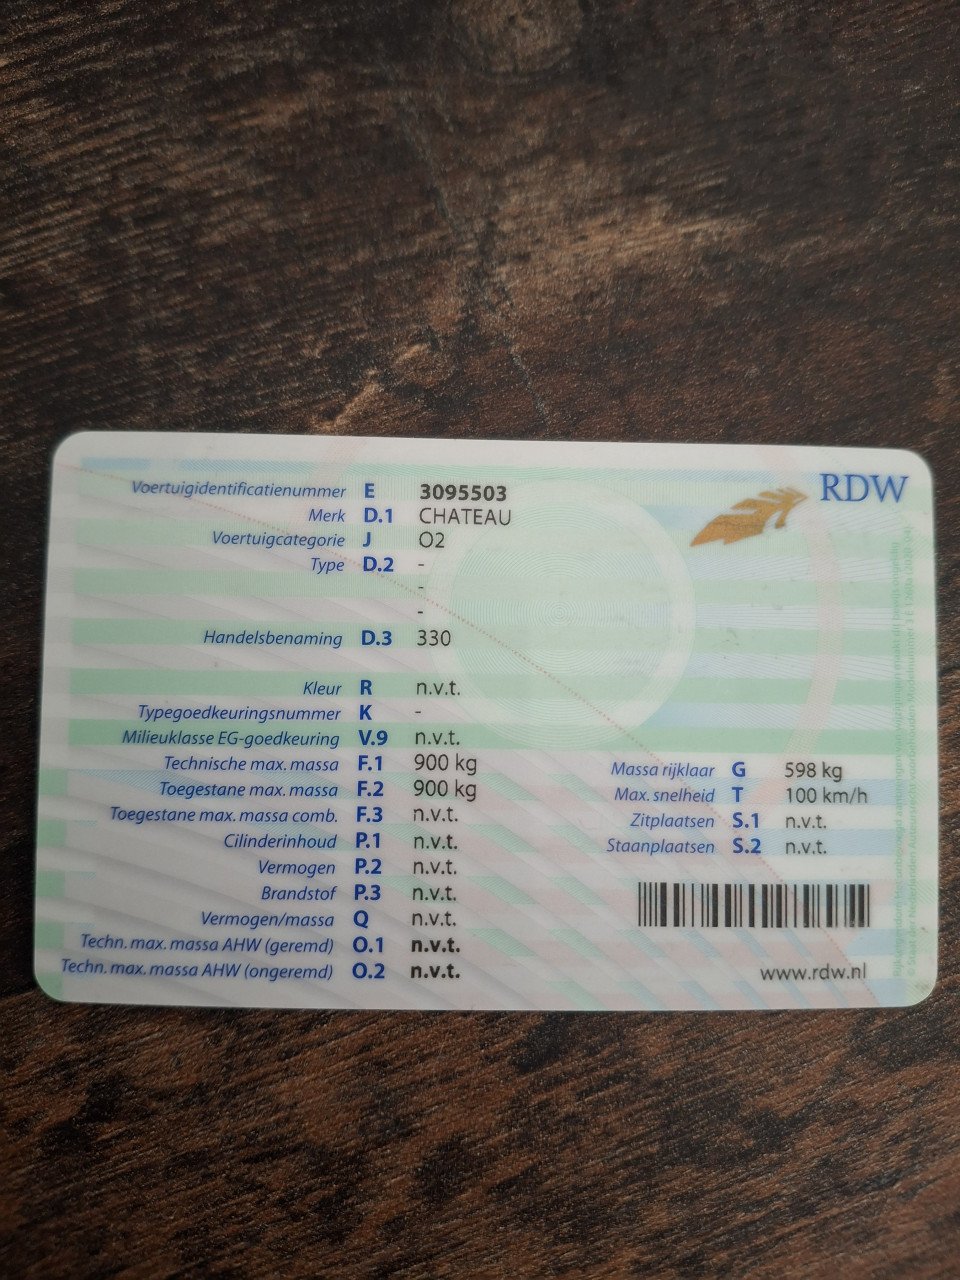 RDW
Voertuigidentificatienummer E 3095503
Merk D.1 CHATEAU
Voertuigcategorie J O2
Type D.2 -
-
-
Handelsbenaming D.3 330
Kleur R n.v.t.
Typegoedkeuringsnummer K -
Milieuklasse EG-goedkeuring V.9 n.v.t.
Technische max. massa F.1 900 kg
Toegestane max. massa F.2 900 kg
Toegestane max. massa comb. F.3 n.v.t.
Cilinderinhoud P.1 n.v.t.
Vermogen P.2 n.v.t.
Brandstof P.3 n.v.t.
Vermogen/massa Q n.v.t.
Techn. max. massa AHW (geremd) O.1 n.v.t.
Techn. max. massa AHW (ongeremd) O.2 n.v.t.
Massa rijklaar G 598 kg
Max. snelheid T 100 km/h
Zitplaatsen S.1 n.v.t.
Staanplaatsen S.2 n.v.t.
www.rdw.nl